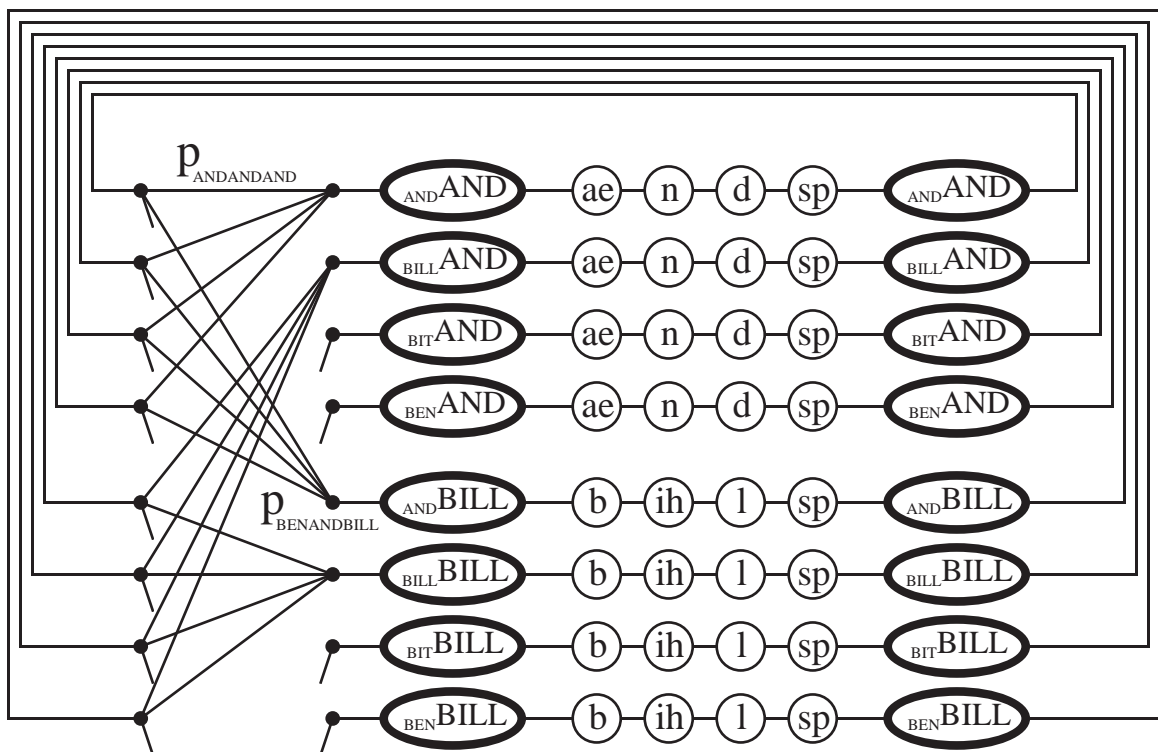 p ANDANDAND
AND AND ae n d sp AND AND
BILL AND ae n d sp BILL AND
BIT AND ae n d sp BIT AND
BEN AND ae n d sp BEN AND
p BENANDBILL
AND BILL b ih l sp AND BILL
BILL BILL b ih l sp BILL BILL
BIT BILL b ih l sp BIT BILL
BEN BILL b ih l sp BEN BILL